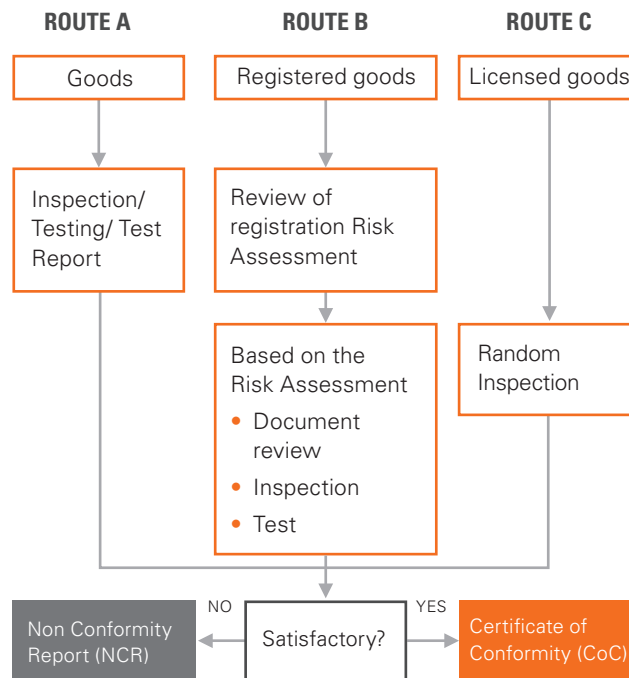 ROUTE A
ROUTE B
ROUTE C
Goods
Registered goods
Licensed goods
Inspection/
Testing/ Test
Report
Review of
registration Risk
Assessment
Based on the
Risk Assessment
• Document
review
• Inspection
• Test
Random
Inspection
Non Conformity
Report (NCR)
NO
Satisfactory?
YES
Certificate of
Conformity (CoC)